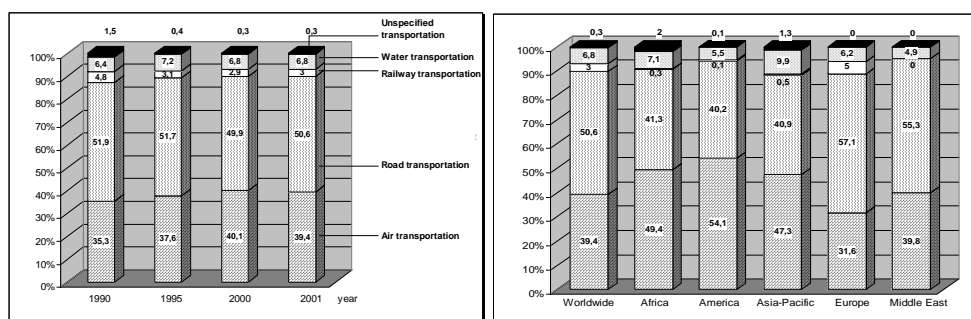 Unspecified
transportation
1,5 0,4 0,3 0,3
Water transportation
Railway transportation
Road transportation
Air transportation
100%
90%
80%
70%
60%
50%
40%
30%
20%
10%
0%
6,4 7,2 6,8 6,8
4,8 3,1 2,9 3
51,9 51,7 49,9 50,6
35,3 37,6 40,1 39,4
1990 1995 2000 2001 year
0,3 2 0,1 1,3 0 0
100%
90%
80%
70%
60%
50%
40%
30%
20%
10%
0%
6,8 7,1 5,5 9,9 6,2 4,9
3 0,3 0,1 0,5 5 0
50,6 41,3 40,2 40,9 57,1 55,3
39,4 49,4 54,1 47,3 31,6 39,8
Worldwide Africa America Asia-Pacific Europe Middle East